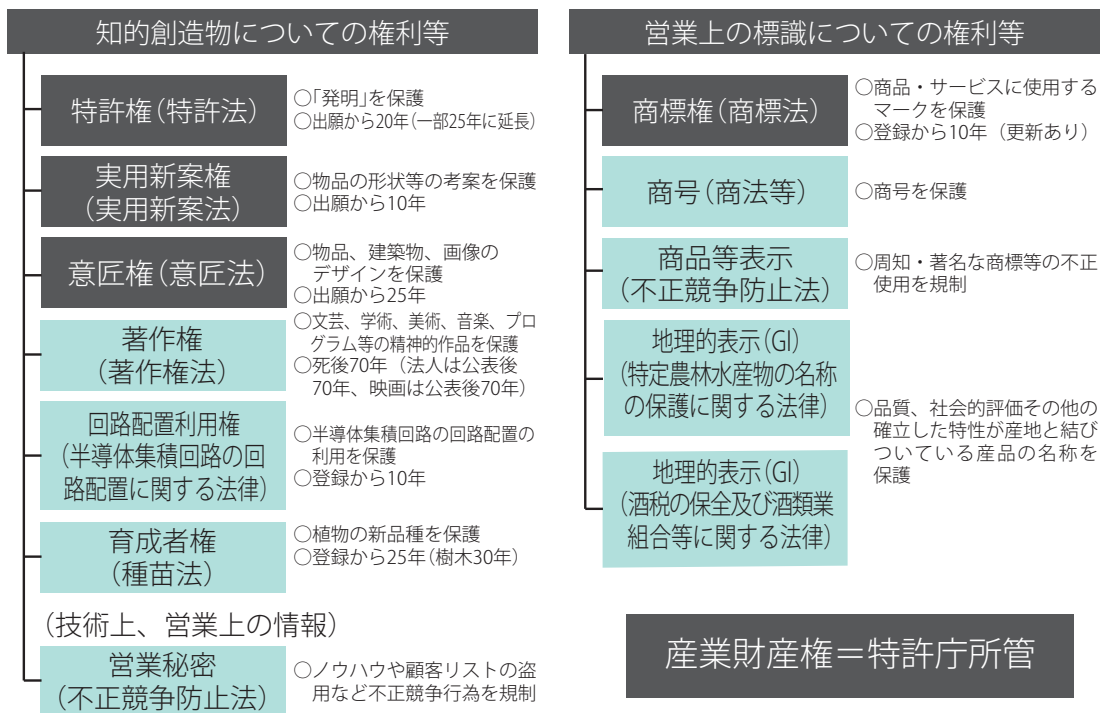 知的創造物についての権利等
特許権(特許法)
○「発明」を保護
○出願から20年(一部25年に延長)
実用新案権
(実用新案法)
○物品の形状等の考案を保護
○出願から10年
意匠権(意匠法)
○物品、建築物、画像の
デザインを保護
○出願から25年
著作権
(著作権法)
○文芸、学術、美術、音楽、プロ
グラム等の精神的作品を保護
○死後70年(法人は公表後
70年、映画は公表後70年)
回路配置利用権
(半導体集積回路の回
路配置に関する法律)
○半導体集積回路の回路配置の
利用を保護
○登録から10年
育成者権
(種苗法)
○植物の新品種を保護
○登録から25年(樹木30年)
(技術上、営業上の情報)
営業秘密
(不正競争防止法)
○ノウハウや顧客リストの盗
用など不正競争行為を規制
営業上の標識についての権利等
商標権(商標法)
○商品・サービスに使用する
マークを保護
○登録から10年(更新あり)
商号(商法等)
○商号を保護
商品等表示
(不正競争防止法)
○周知・著名な商標等の不正
使用を規制
地理的表示(GI)
(特定農林水産物の名称
の保護に関する法律)
地理的表示(GI)
(酒税の保全及び酒類業
組合等に関する法律)
○品質、社会的評価その他の
確立した特性が産地と結び
ついている産品の名称を
保護
産業財産権=特許庁所管